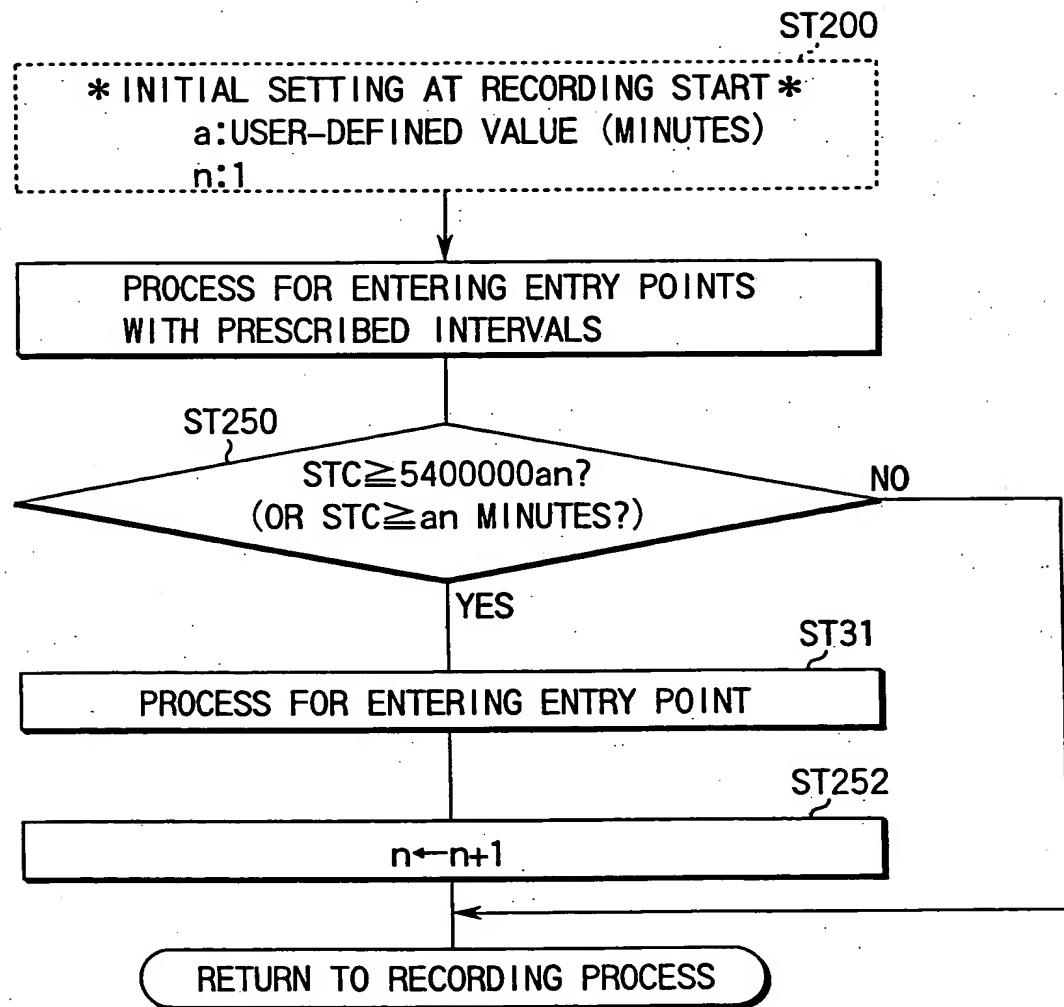 ST200
*INITIAL SETTING AT RECORDING START*
a:USER-DEFINED VALUE (MINUTES)
n:1
PROCESS FOR ENTERING ENTRY POINTS
WITH PRESCRIBED INTERVALS
ST250
STC≧5400000an?
(OR STC≧an MINUTES?)
NO
YES
ST31
PROCESS FOR ENTERING ENTRY POINT
ST252
n←n+1
RETURN TO RECORDING PROCESS